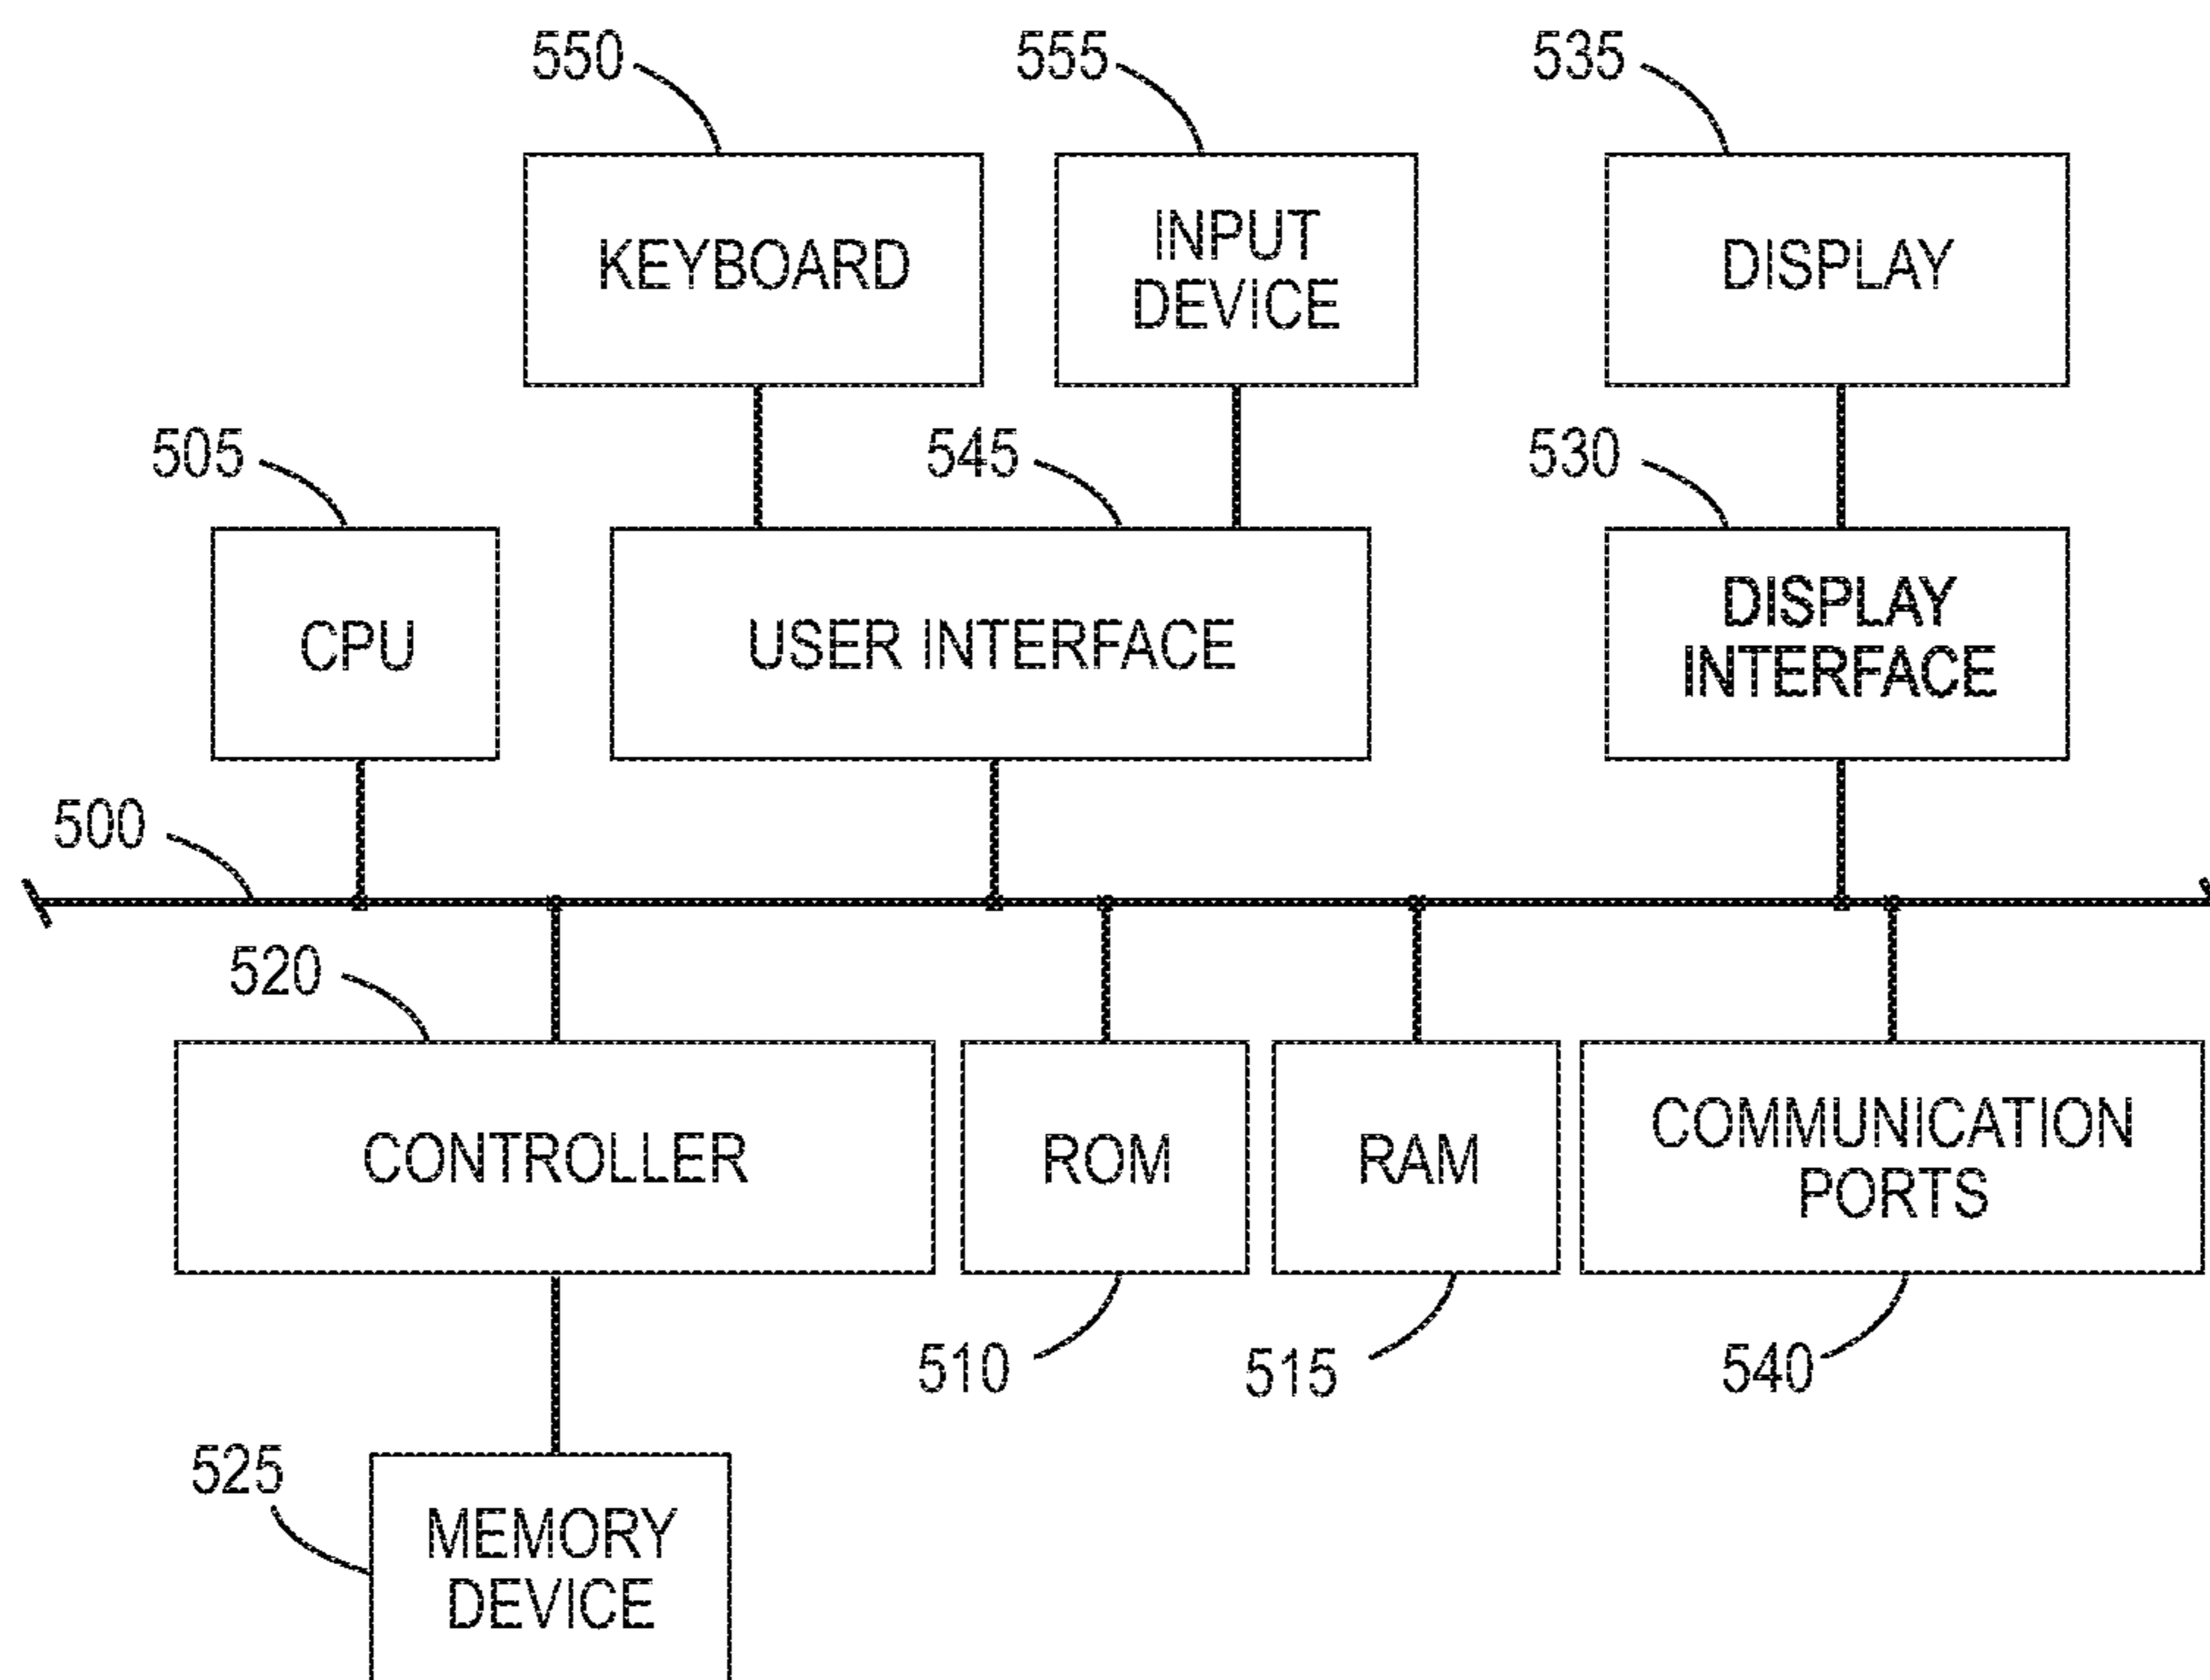 550
555
535
KEYBOARD
INPUT
DEVICE
DISPLAY
505
545
530
CPU
USER INTERFACE
DISPLAY
INTERFACE
500
520
CONTROLLER
ROM
RAM
COMMUNICATION
PORTS
510
515
540
525
MEMORY
DEVICE